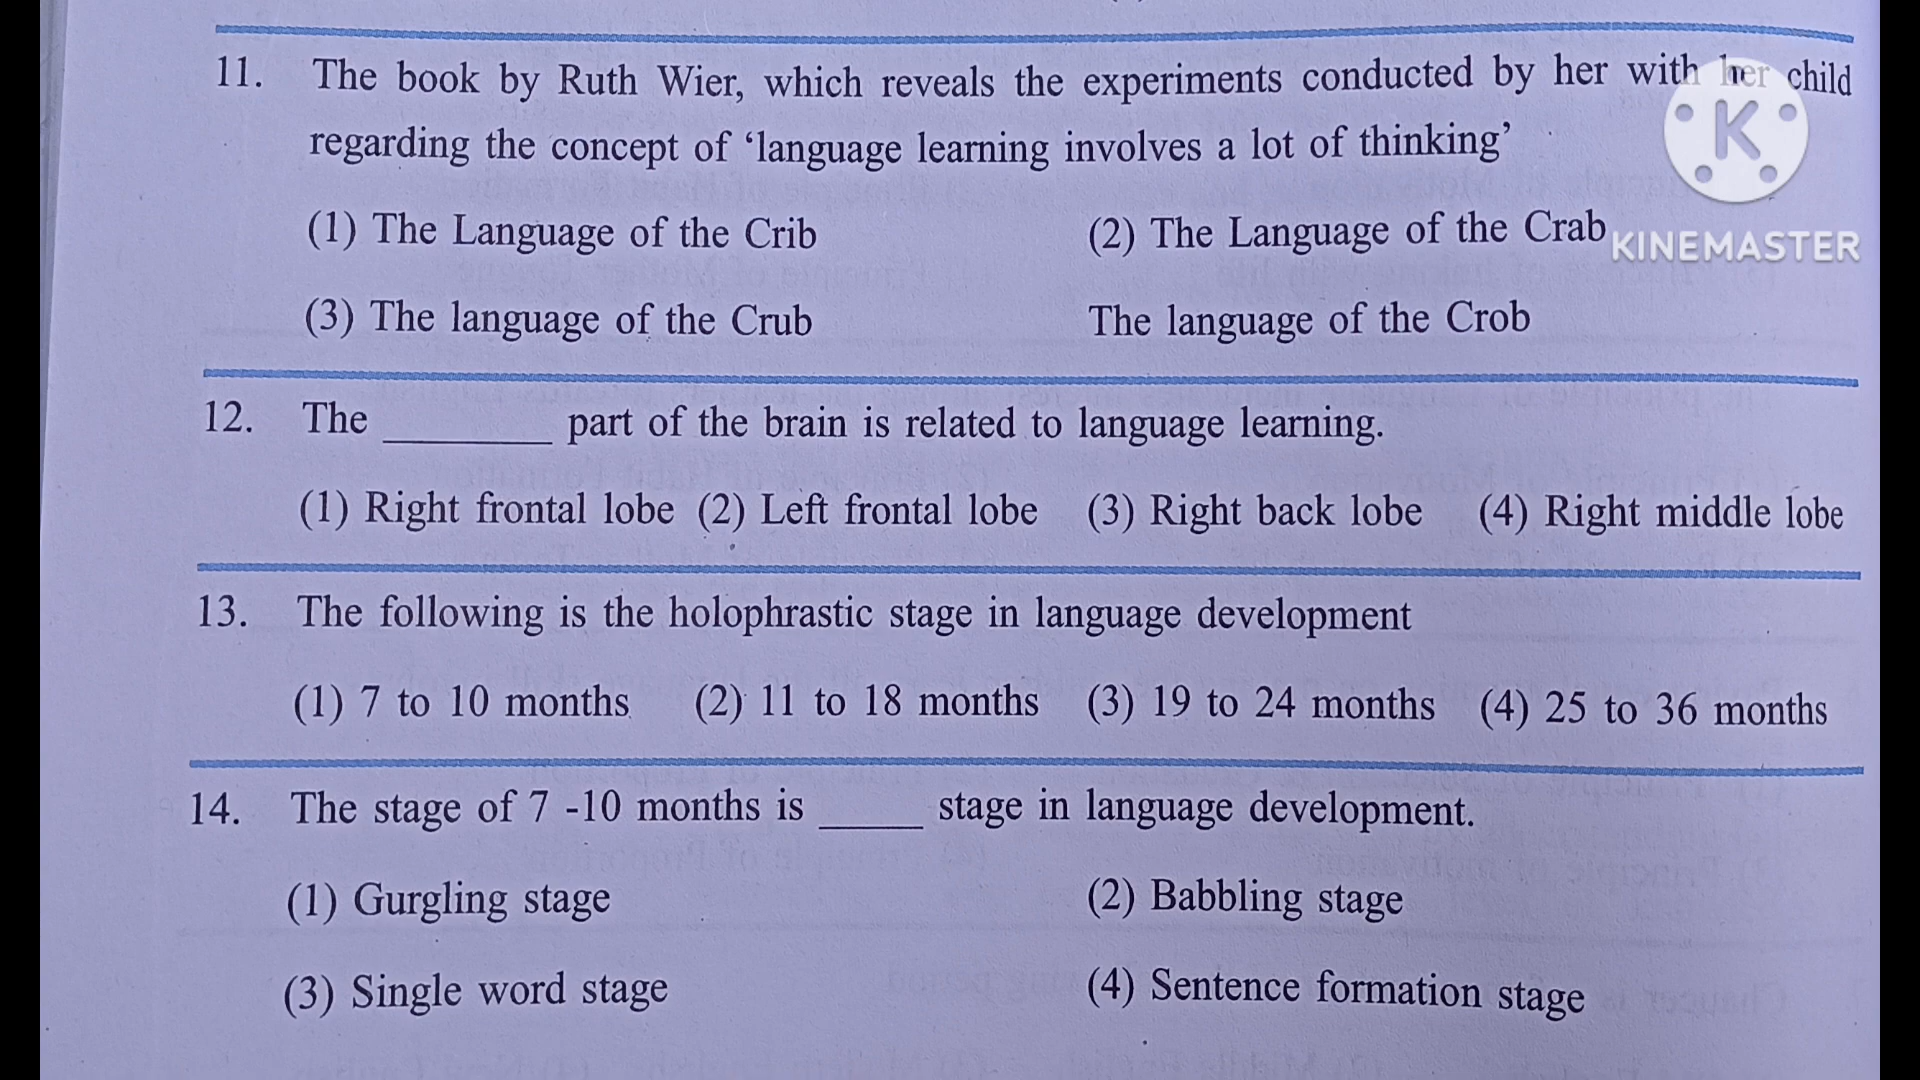 11. The book by Ruth Wier, which reveals the experiments conducted by her with her child
regarding the concept of ‘language learning involves a lot of thinking’
(1) The Language of the Crib (2) The Language of the Crab
(3) The language of the Crub The language of the Crob
12. The ________ part of the brain is related to language learning.
(1) Right frontal lobe (2) Left frontal lobe (3) Right back lobe (4) Right middle lobe
13. The following is the holophrastic stage in language development
(1) 7 to 10 months (2) 11 to 18 months (3) 19 to 24 months (4) 25 to 36 months
14. The stage of 7 -10 months is _____ stage in language development.
(1) Gurgling stage (2) Babbling stage
(3) Single word stage (4) Sentence formation stage
K
KINEMASTER